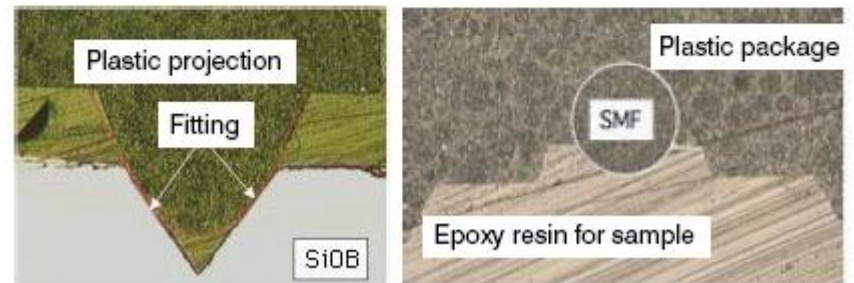 Plastic projection
Fitting
SiOB
Plastic package
SMF
Epoxy resin for sample